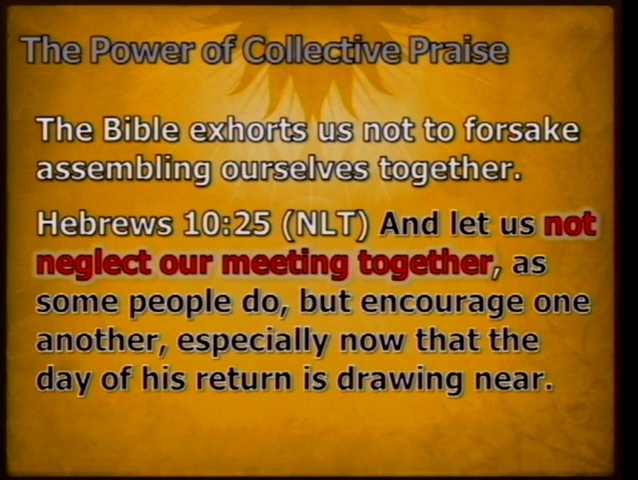 The Power of Collective Praise
The Bible exhorts us not to forsake
assembling ourselves together.
Hebrews 10:25 (NLT) And let us not
neglect our meeting together, as
some people do, but encourage one
another, especially now that the
day of his return is drawing near.